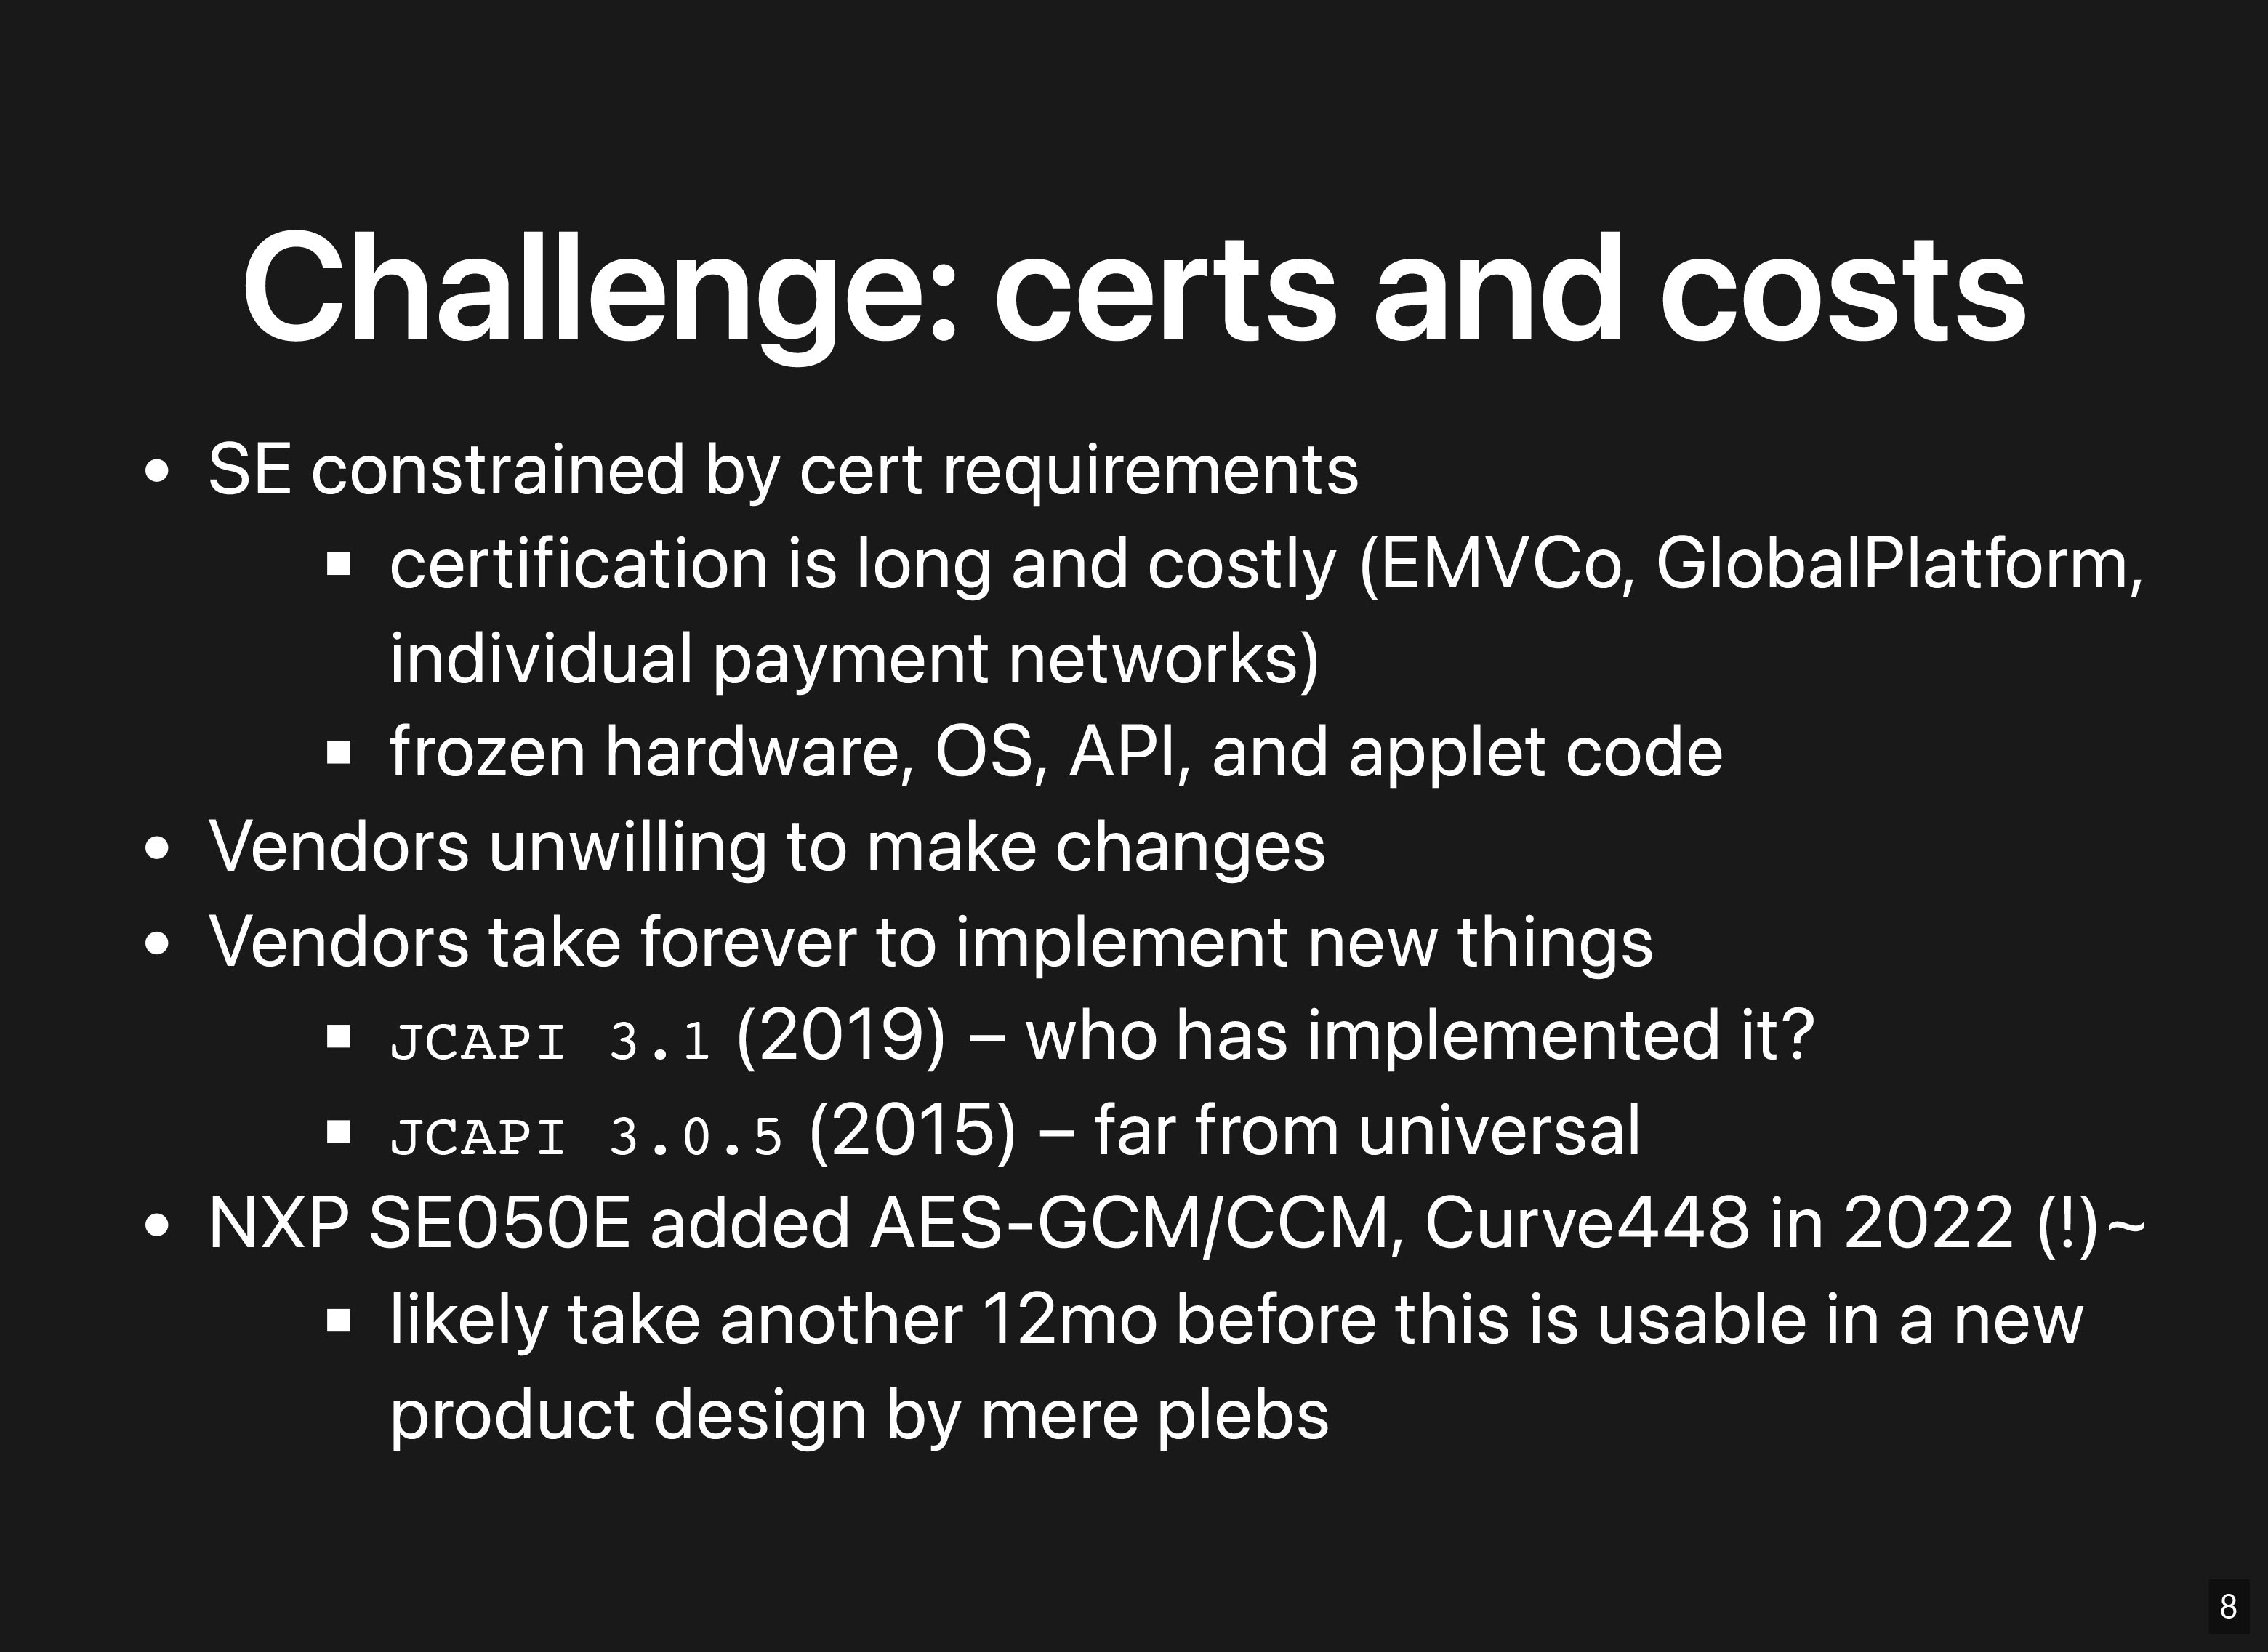 Challenge: certs and costs
• SE constrained by cert requirements
▪ certification is long and costly (EMVCo, GlobalPlatform,
individual payment networks)
▪ frozen hardware, OS, API, and applet code
• Vendors unwilling to make changes
• Vendors take forever to implement new things
▪ JCAPI 3.1 (2019) – who has implemented it?
▪ JCAPI 3.0.5 (2015) – far from universal
• NXP SE050E added AES-GCM/CCM, Curve448 in 2022 (!)~
▪ likely take another 12mo before this is usable in a new
product design by mere plebs
8